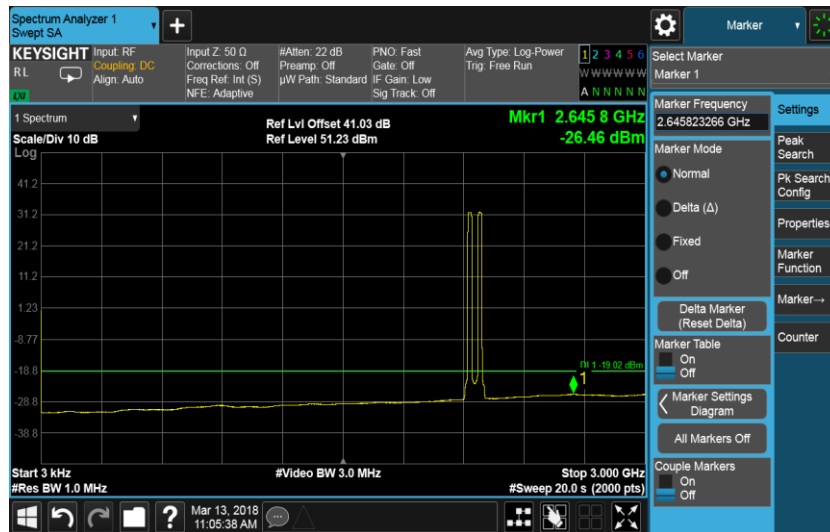 Spectrum Analyzer 1
Swept SA
Marker
KEYSIGHT
RL
LXI
Input: RF
Coupling: DC
Align: Auto
Input Z: 50 Ω
Corrections: Off
Freq Ref: Int (S)
NFE: Adaptive
#Atten: 22 dB
Preamp: Off
µW Path: Standard
PNO: Fast
Gate: Off
IF Gain: Low
Sig Track: Off
Avg Type: Log-Power
Trig: Free Run
1 2 3 4 5 6
W W W W W W
A N N N N N
Select Marker
Marker 1
1 Spectrum
Scale/Div 10 dB
Log
Ref Lvl Offset 41.03 dB
Ref Level 51.23 dBm
Mkr1 2.645 8 GHz
-26.46 dBm
41.2
31.2
21.2
11.2
1.23
-8.77
-18.8
-28.8
-38.8
DL1 -19.02 dBm
1
Start 3 kHz
#Res BW 1.0 MHz
#Video BW 3.0 MHz
Stop 3.000 GHz
#Sweep 20.0 s (2000 pts)
Marker Frequency
2.645823266 GHz
Marker Mode
Normal
Delta (Δ)
Fixed
Off
Delta Marker
(Reset Delta)
Marker Table
On
Off
Marker Settings
Diagram
All Markers Off
Couple Markers
On
Off
Settings
Peak
Search
Pk Search
Config
Properties
Marker
Function
Marker→
Counter
?
Mar 13, 2018
11:05:38 AM